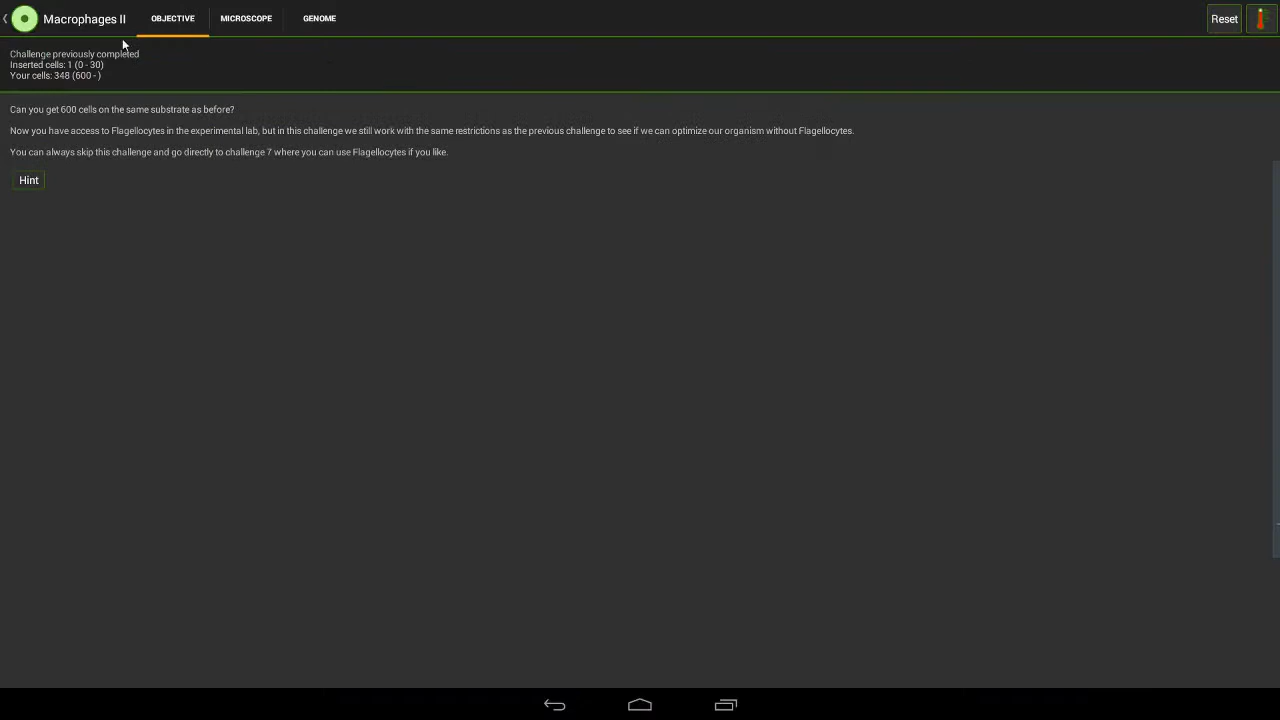 Macrophages II
OBJECTIVE
MICROSCOPE
GENOME
Reset
Challenge previously completed
Inserted cells: 1 (0 - 30)
Your cells: 348 (600 - )
Can you get 600 cells on the same substrate as before?
Now you have access to Flagellocytes in the experimental lab, but in this challenge we still work with the same restrictions as the previous challenge to see if we can optimize our organism without Flagellocytes.
You can always skip this challenge and go directly to challenge 7 where you can use Flagellocytes if you like.
Hint